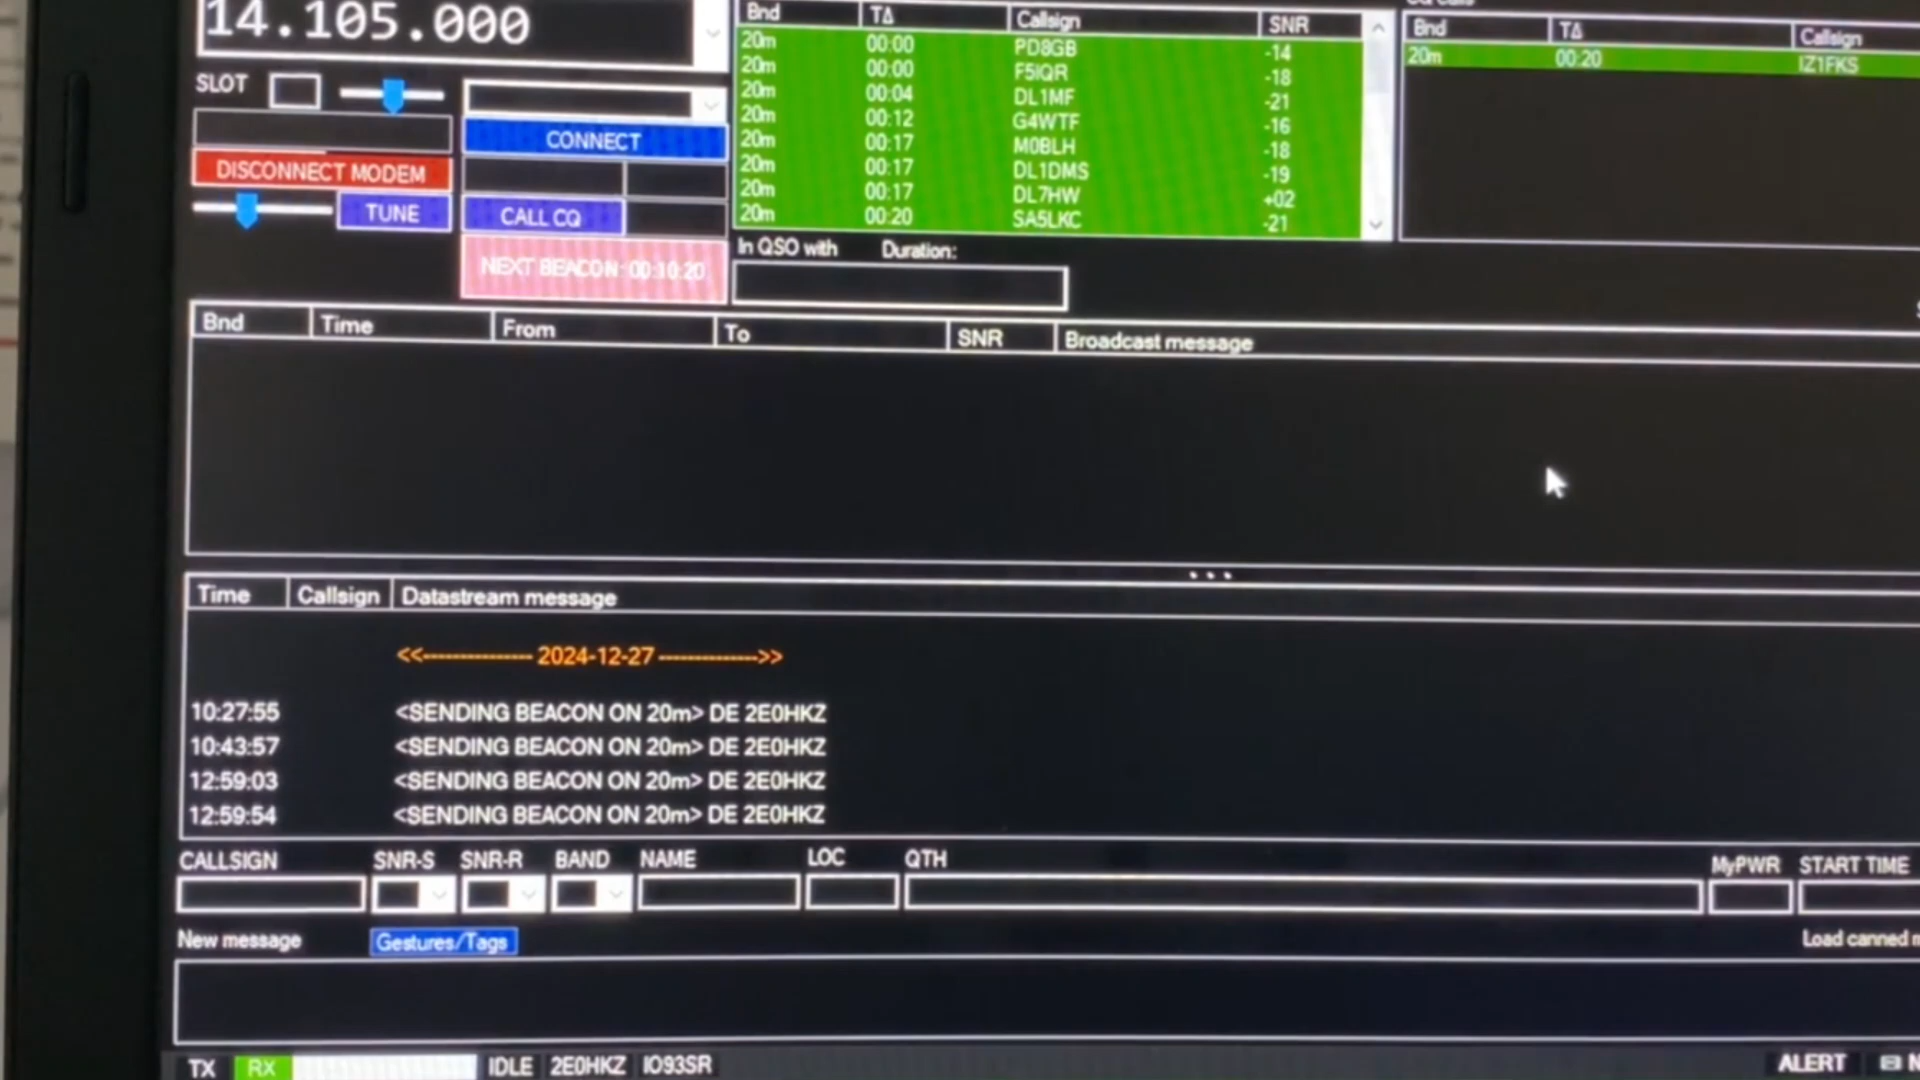 14.105.000
Bnd TΔ Callsign SNR
20m 00:00 PD8GB -14
20m 00:00 F5IQR -18
20m 00:04 DL1MF -21
20m 00:12 G4WTF -16
20m 00:17 M0BLH -18
20m 00:17 DL1DMS -19
20m 00:17 DL7HW +02
20m 00:20 SA5LKC -21
Bnd TΔ Callsign
20m 00:20 IZ1FKS
SLOT
CONNECT
DISCONNECT MODEM
TUNE
CALL CQ
NEXT BEACON: 00:10:20
In QSO with Duration:
Bnd Time From To SNR Broadcast message
Time Callsign Datastream message
<<--------------- 2024-12-27 --------------->>
10:27:55 <SENDING BEACON ON 20m> DE 2E0HKZ
10:43:57 <SENDING BEACON ON 20m> DE 2E0HKZ
12:59:03 <SENDING BEACON ON 20m> DE 2E0HKZ
12:59:54 <SENDING BEACON ON 20m> DE 2E0HKZ
CALLSIGN SNR-S SNR-R BAND NAME LOC QTH MyPWR START TIME
New message Gestures/Tags Load canned
TX RX IDLE 2E0HKZ IO93SR ALERT